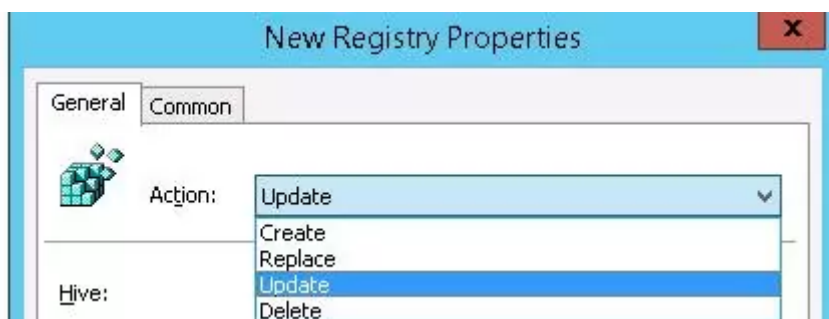 New Registry Properties
x
General Common
Action: Update
Create
Replace
Update
Hive:
Delete